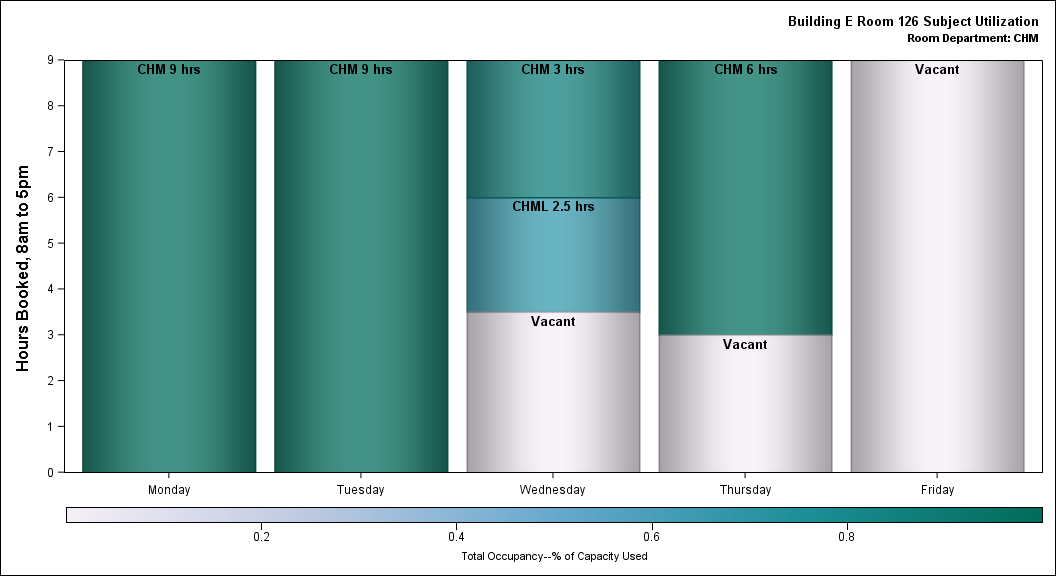 Building E Room 126 Subject Utilization
Room Department: CHM
Hours Booked, 8am to 5pm
9
8
7
6
5
4
3
2
1
0
CHM 9 hrs
CHM 9 hrs
CHM 3 hrs
CHML 2.5 hrs
Vacant
CHM 6 hrs
Vacant
Vacant
Monday
Tuesday
Wednesday
Thursday
Friday
0.2
0.4
0.6
0.8
Total Occupancy--% of Capacity Used